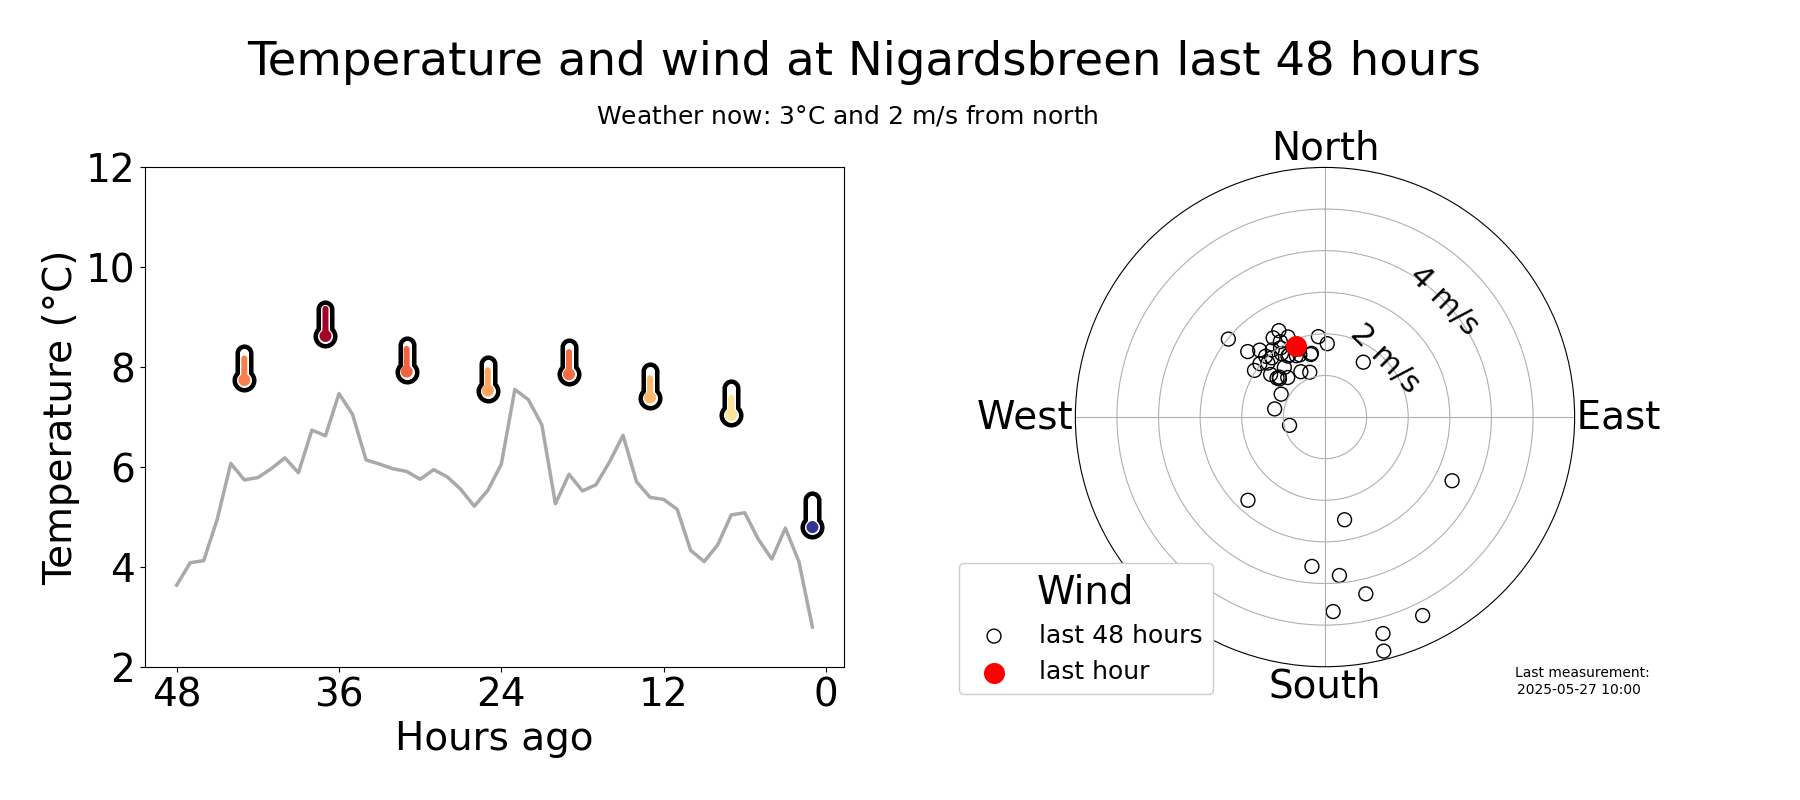 Temperature and wind at Nigardsbreen last 48 hours
Weather now: 3°C and 2 m/s from north
Temperature (°C)
12
10
8
6
4
2
48 36 24 12 0
Hours ago
North
West
East
South
4 m/s
2 m/s
Wind
last 48 hours
last hour
Last measurement:
2025-05-27 10:00